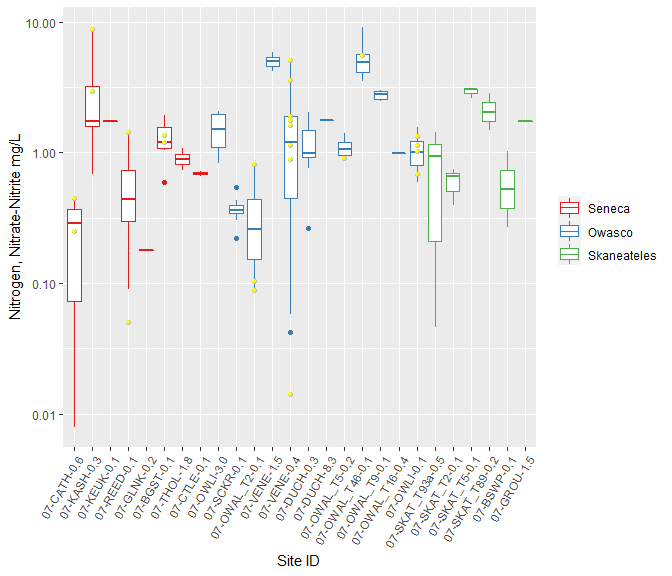 Nitrogen, Nitrate-Nitrite mg/L
10.00
1.00
0.10
0.01
07-CATH-0.6
07-KASH-0.3
07-KEUK-0.1
07-REED-0.1
07-GLNK-0.2
07-BGST-0.1
07-THOL-1.8
07-CTLE-0.1
07-OWLI-3.0
07-SCKR-0.1
07-OWAL_T2-0.1
07-VENE-1.5
07-VENE-0.4
07-DUCH-0.3
07-DUCH-8.3
07-OWAL_T5-0.2
07-OWAL_T46-0.1
07-OWAL_T9-0.1
07-OWAL_T16-0.4
07-OWLI-0.1
07-SKAT_T93a-0.5
07-SKAT_T2-0.1
07-SKAT_T5-0.1
07-SKAT_T89-0.2
07-BSWP-0.1
07-GROU-1.5
Site ID
Seneca
Owasco
Skaneateles